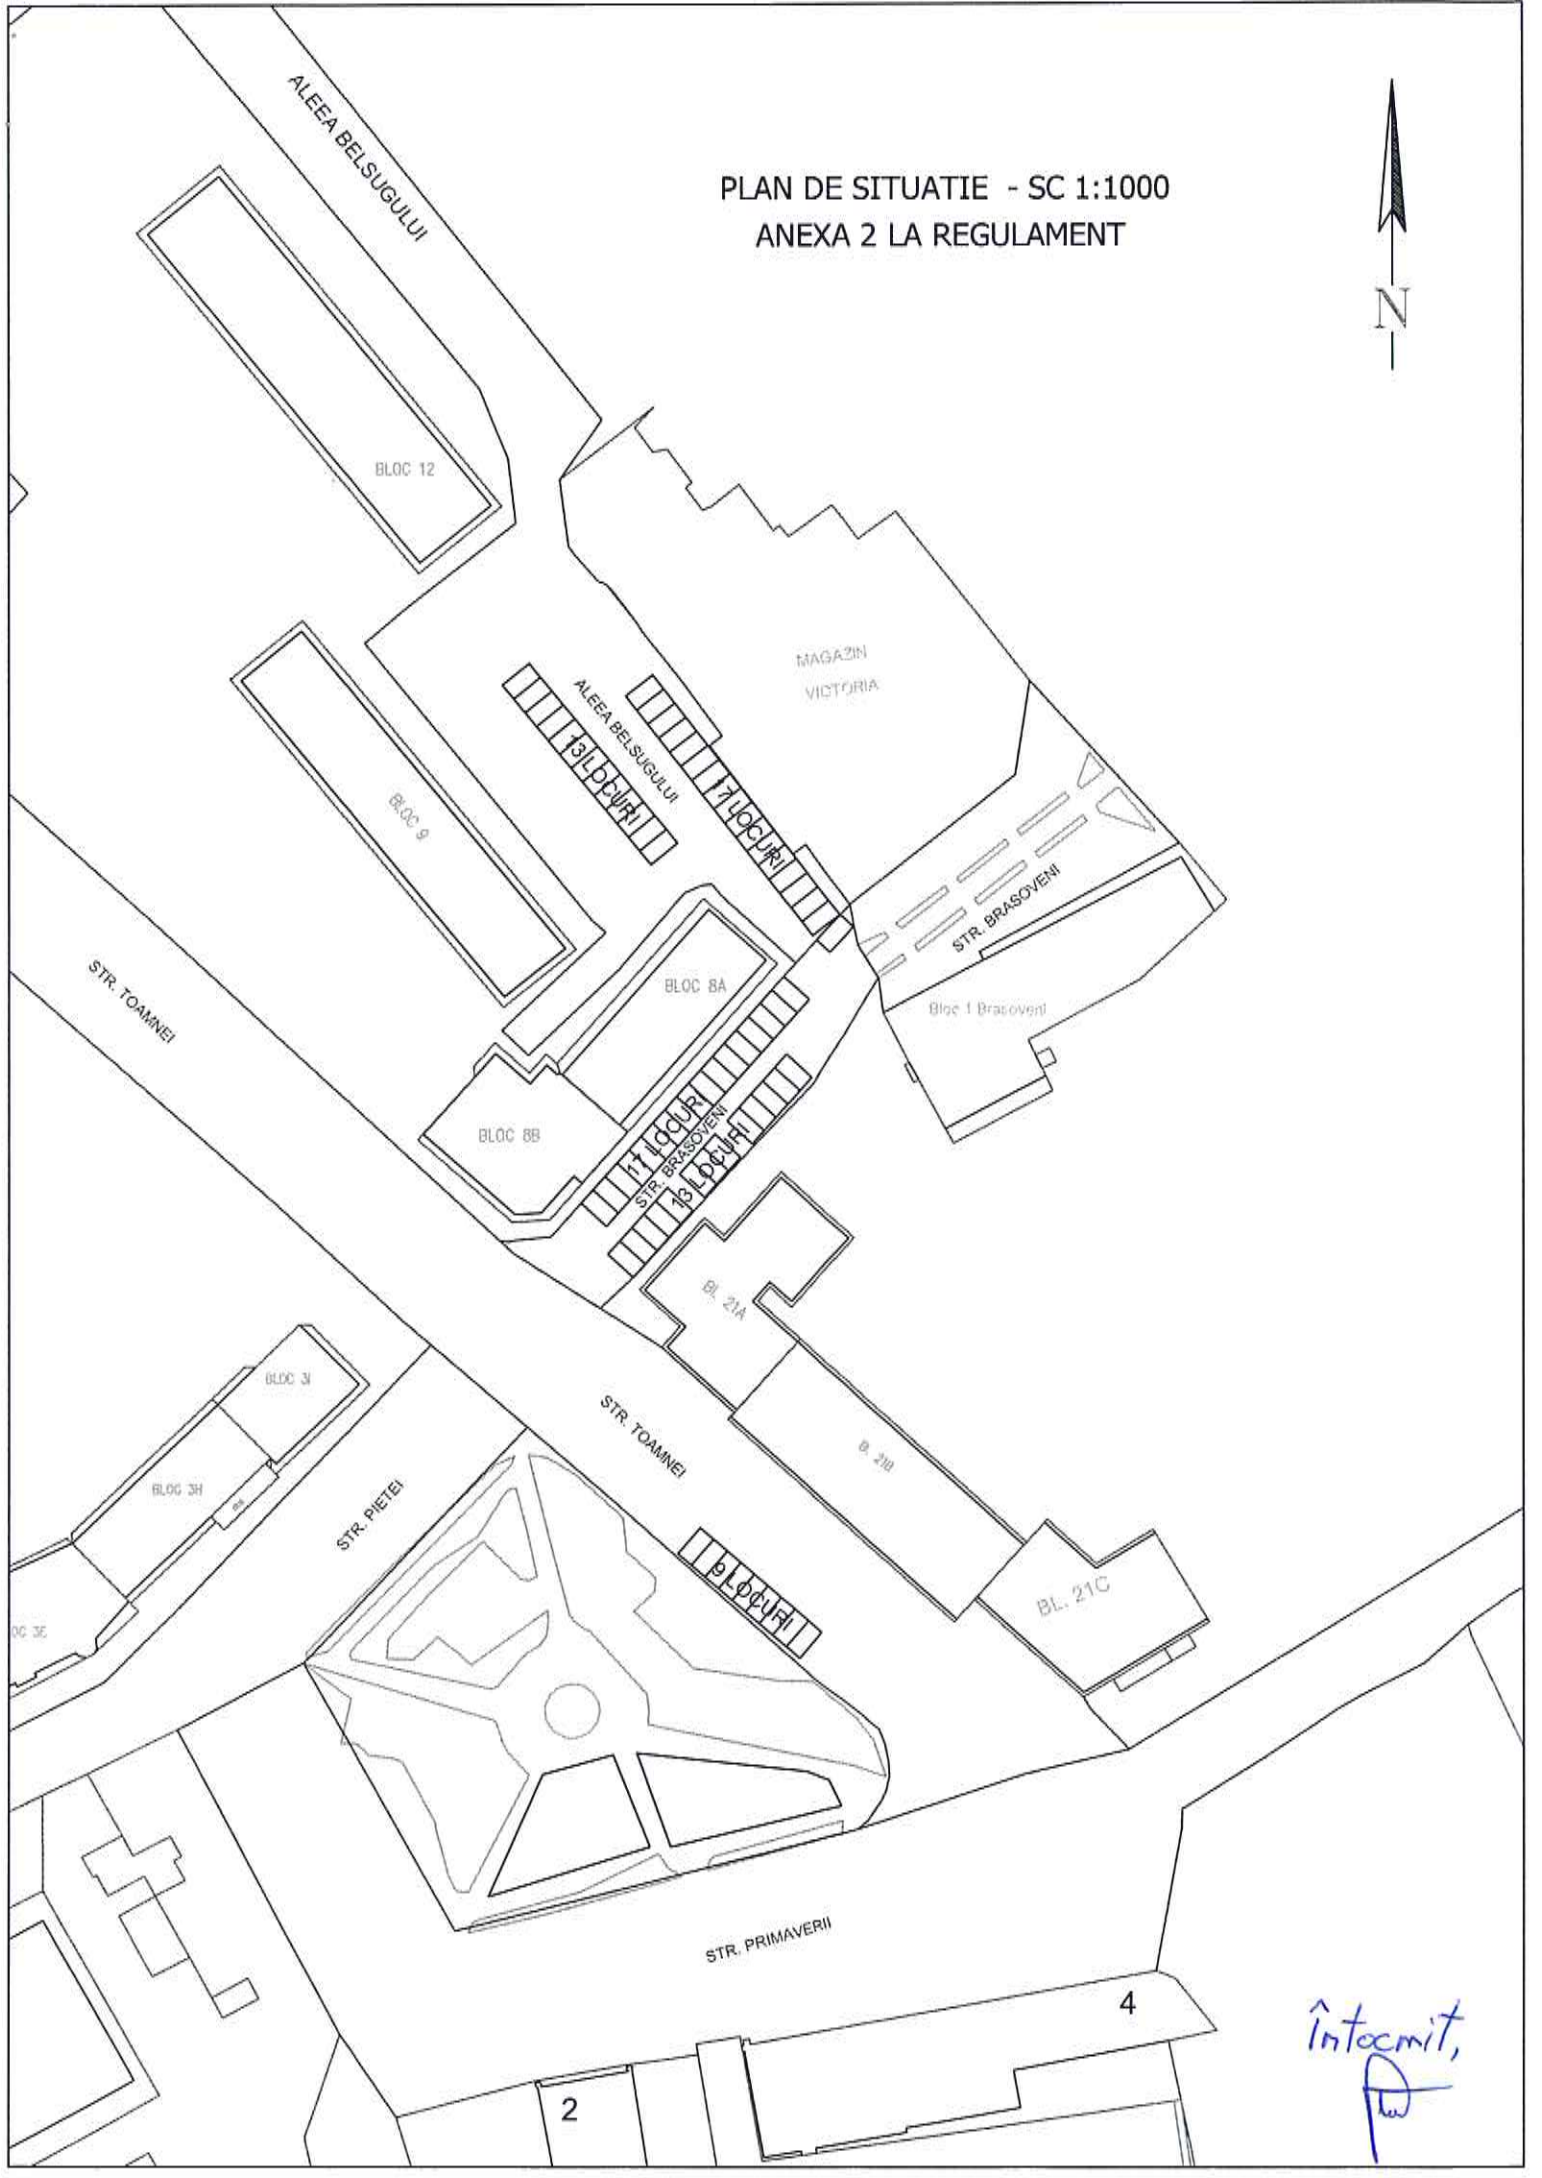 ALEEA BELSUGULUI
PLAN DE SITUATIE - SC 1:1000
ANEXA 2 LA REGULAMENT
N
BLOC 12
MAGAZIN
VICTORIA
ALEEA BELSUGULUI
13 LOCURI
17 LOCURI
BLOC 9
STR. BRASOVENI
STR. TOAMNEI
BLOC 8A
Bloc 1 Brasoveni
BLOC 8B
17 LOCURI
STR. BRASOVENI
13 LOCURI
BL. 21A
BLOC 3I
STR. TOAMNEI
B. 21B
BLOC 3H
STR. PIETEI
9 LOCURI
BL. 21C
OC 3E
STR. PRIMAVERII
4
2
Întocmit,